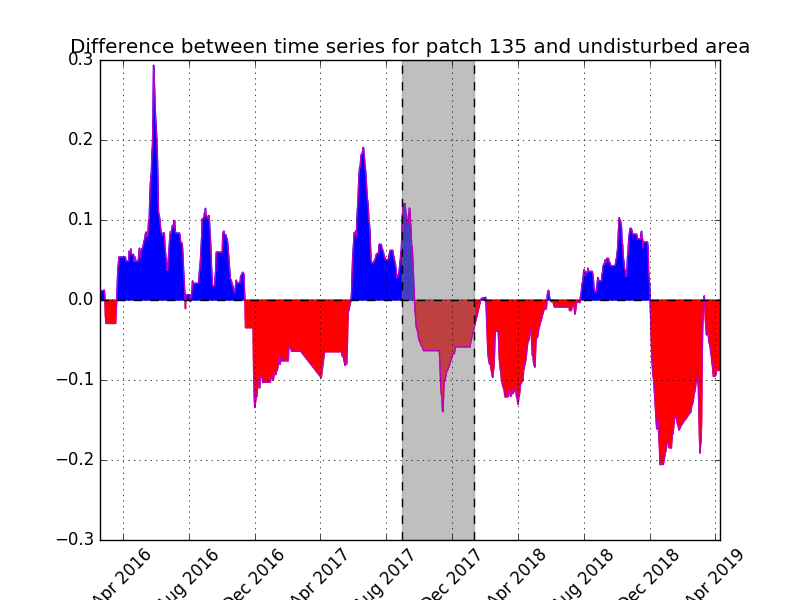 Difference between time series for patch 135 and undisturbed area
0.3
0.2
0.1
0.0
−0.1
−0.2
−0.3
Apr 2016
Aug 2016
Dec 2016
Apr 2017
Aug 2017
Dec 2017
Apr 2018
Aug 2018
Dec 2018
Apr 2019